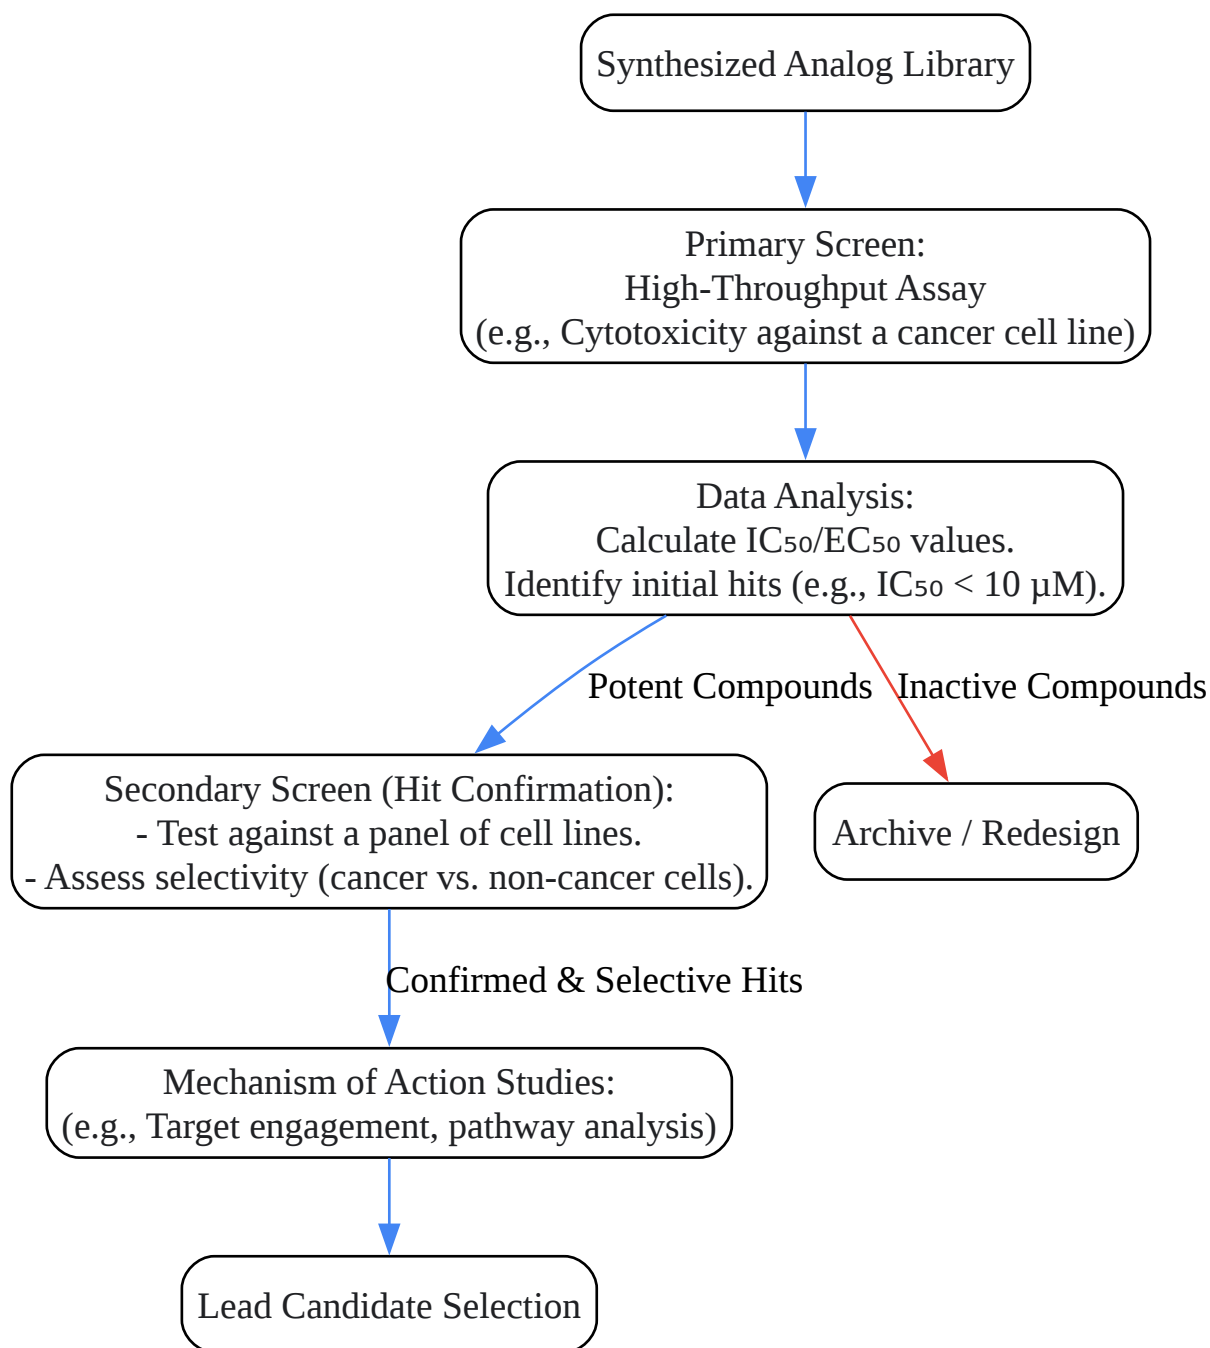 Synthesized Analog Library
Primary Screen:
High-Throughput Assay
(e.g., Cytotoxicity against a cancer cell line)
Data Analysis:
Calculate IC₅₀/EC₅₀ values.
Identify initial hits (e.g., IC₅₀ < 10 µM).
Potent Compounds
Inactive Compounds
Secondary Screen (Hit Confirmation):
- Test against a panel of cell lines.
- Assess selectivity (cancer vs. non-cancer cells).
Archive / Redesign
Confirmed & Selective Hits
Mechanism of Action Studies:
(e.g., Target engagement, pathway analysis)
Lead Candidate Selection